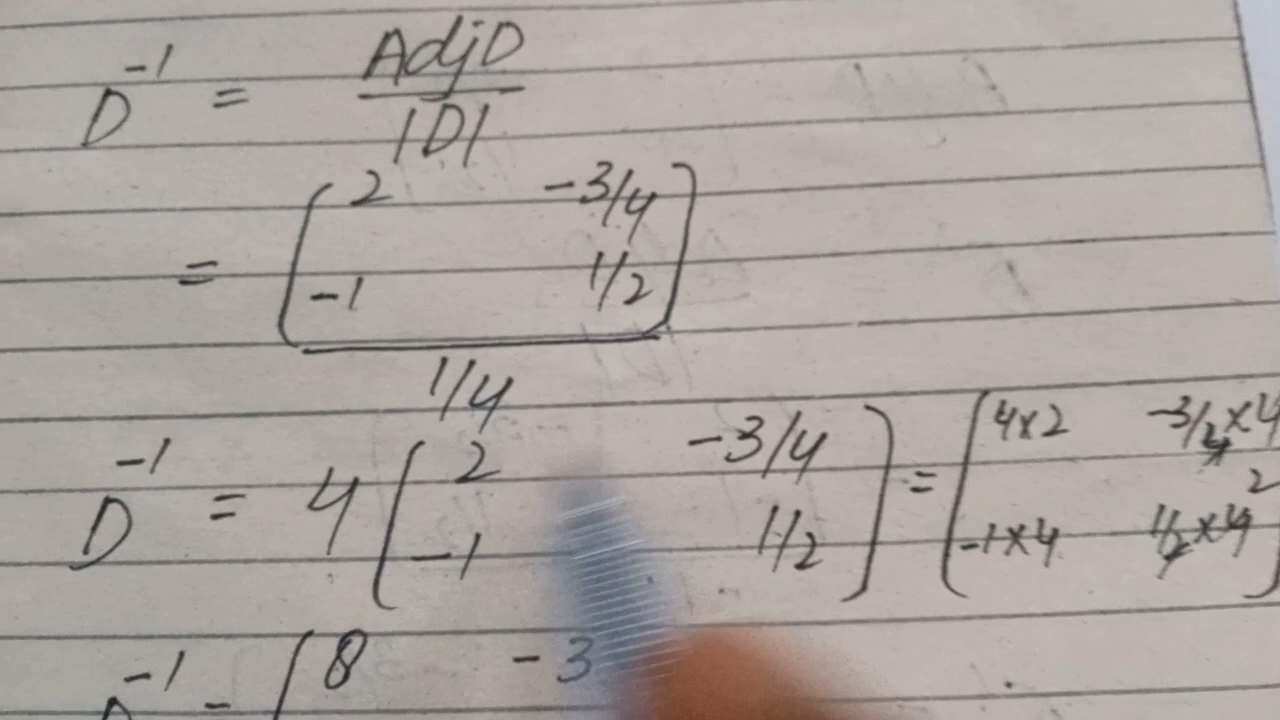 D⁻¹ = AdjD / |D|
= [2 -3/4
-1 1/2]
1/4
D⁻¹ = 4 [2 -3/4 = [4×2 -3/4×4
2
-1 1/2] -1×4 1/2×4]
D⁻¹ = [8 -3